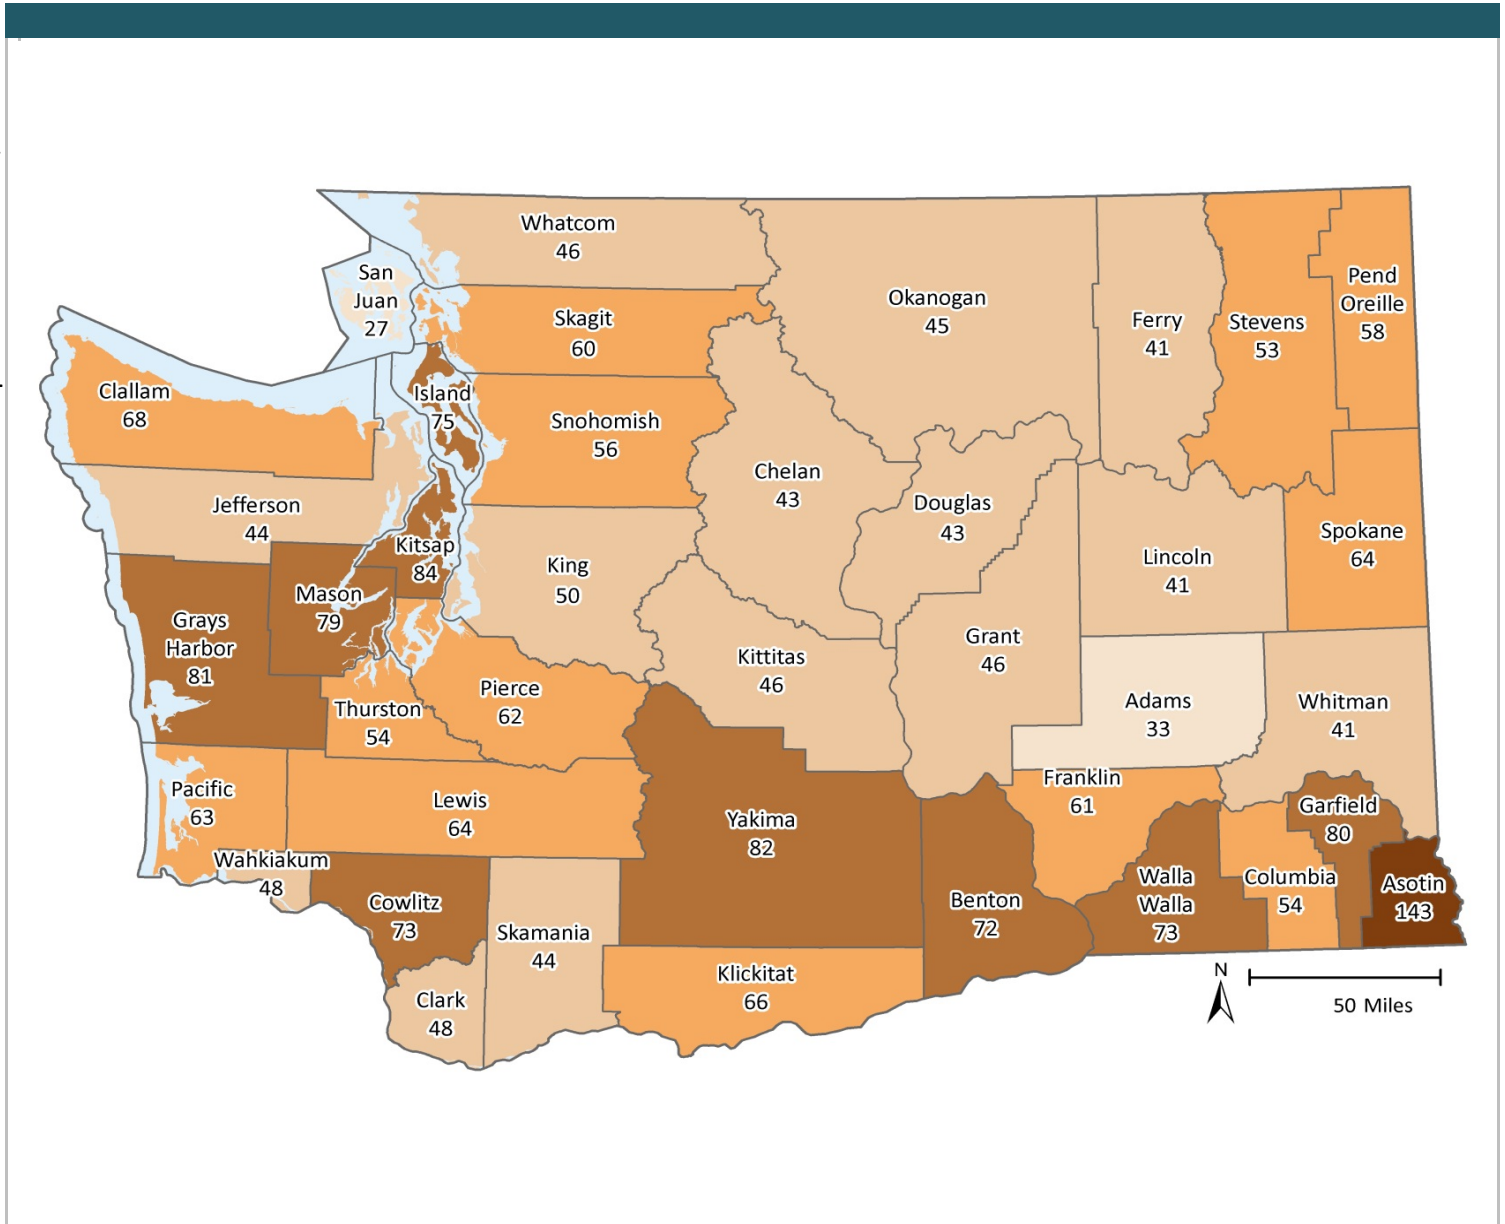 Whatcom
46
San
Juan
27
Okanogan
45
Pend
Oreille
58
Skagit
60
Ferry
41
Stevens
53
Clallam
68
Island
75
Snohomish
56
Chelan
43
Douglas
43
Jefferson
44
Spokane
64
Kitsap
84
King
50
Lincoln
41
Mason
79
Grays
Harbor
81
Grant
46
Kittitas
46
Pierce
62
Adams
33
Whitman
41
Thurston
54
Franklin
61
Pacific
63
Lewis
64
Yakima
82
Garfield
80
Wahkiakum
48
Walla
Walla
73
Columbia
54
Asotin
143
Cowlitz
73
Benton
72
Skamania
44
Klickitat
66
Clark
48
N
50 Miles